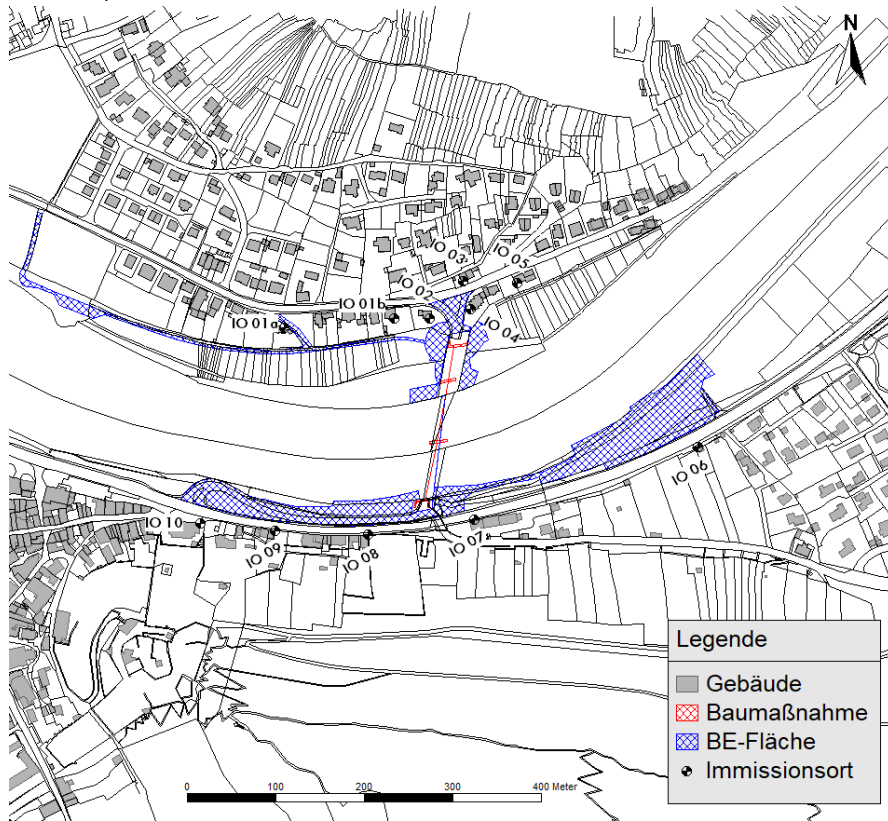 N
IO 03
IO 05
IO 02
IO 01b
IO 01a
IO 04
IO 06
IO 10
IO 09
IO 08
IO 07
Legende
Gebäude
Baumaßnahme
BE-Fläche
Immissionsort
0 100 200 300 400 Meter